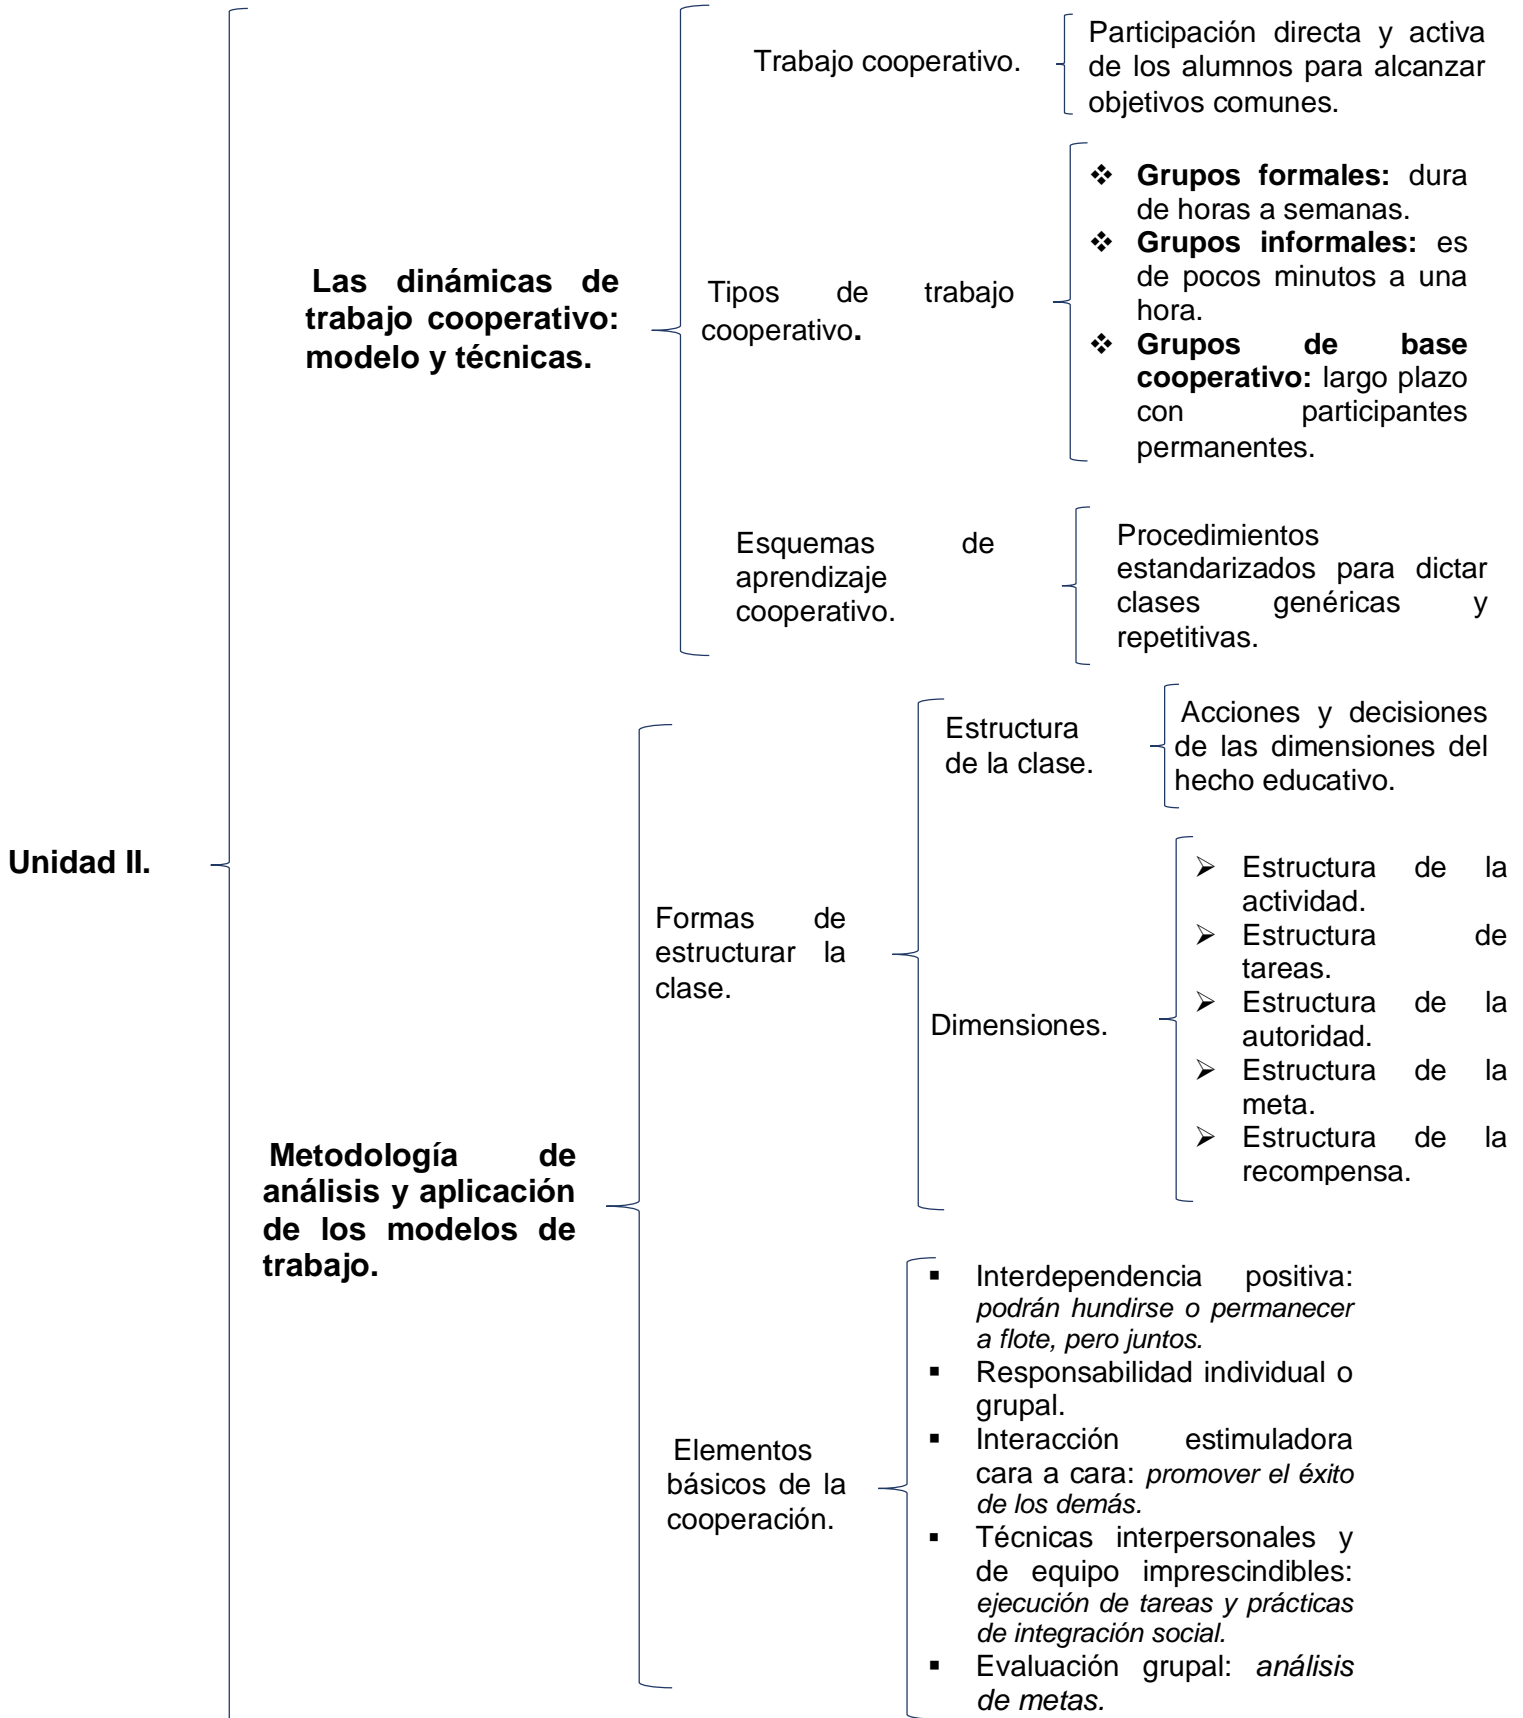 Unidad II.
Las dinámicas de
trabajo cooperativo:
modelo y técnicas.
Trabajo cooperativo.
Participación directa y activa
de los alumnos para alcanzar
objetivos comunes.
Tipos de trabajo
cooperativo.
❖ Grupos formales: dura
de horas a semanas.
❖ Grupos informales: es
de pocos minutos a una
hora.
❖ Grupos de base
cooperativo: largo plazo
con participantes
permanentes.
Esquemas de
aprendizaje
cooperativo.
Procedimientos
estandarizados para dictar
clases genéricas y
repetitivas.
Metodología de
análisis y aplicación
de los modelos de
trabajo.
Formas de
estructurar la
clase.
Estructura
de la clase.
Acciones y decisiones
de las dimensiones del
hecho educativo.
Dimensiones.
➢ Estructura de la
actividad.
➢ Estructura de
tareas.
➢ Estructura de la
autoridad.
➢ Estructura de la
meta.
➢ Estructura de la
recompensa.
Elementos
básicos de la
cooperación.
▪ Interdependencia positiva:
podrán hundirse o permanecer
a flote, pero juntos.
▪ Responsabilidad individual o
grupal.
▪ Interacción estimuladora
cara a cara: promover el éxito
de los demás.
▪ Técnicas interpersonales y
de equipo imprescindibles:
ejecución de tareas y prácticas
de integración social.
▪ Evaluación grupal: análisis
de metas.